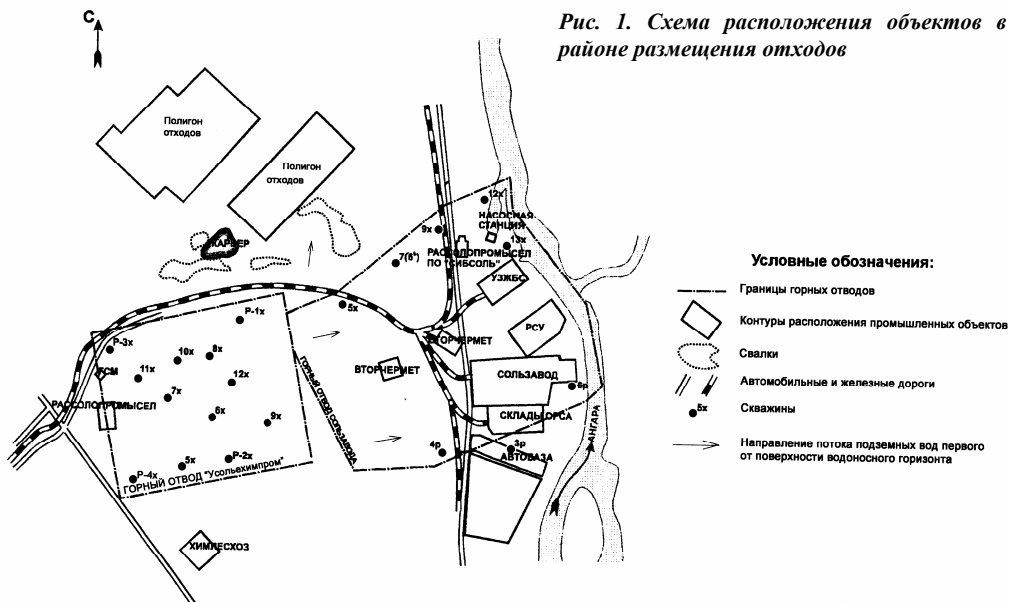 Рис. 1. Схема расположения объектов в
районе размещения отходов
С
Полигон
отходов
Полигон
отходов
КАРЬЕР
12х
НАСОСНАЯ
СТАНЦИЯ
9х
13х
РАССОЛОПРОМЫСЕЛ
ПО "СИБСОЛЬ"
7(6ᵃ)
УЗЖБС
5х
Р-1х
РСУ
ВТОРЧЕРМЕТ
Р-3х
10х
8х
ГСМ
11х
12х
ВТОРЧЕРМЕТ
СОЛЬЗАВОД
6р
7х
РАССОЛОПРОМЫСЕЛ
6х
9х
СКЛАДЫ ОРСА
ГОРНЫЙ ОТВОД СОЛЬЗАВОДА
АНГАРА
4р
3р
АВТОБАЗА
5х
Р-2х
Р-4х
ГОРНЫЙ ОТВОД "Усольехимпром"
ХИМЛЕСХОЗ
Условные обозначения:
Границы горных отводов
Контуры расположения промышленных объектов
Свалки
Автомобильные и железные дороги
5х
Скважины
Направление потока подземных вод первого
от поверхности водоносного горизонта